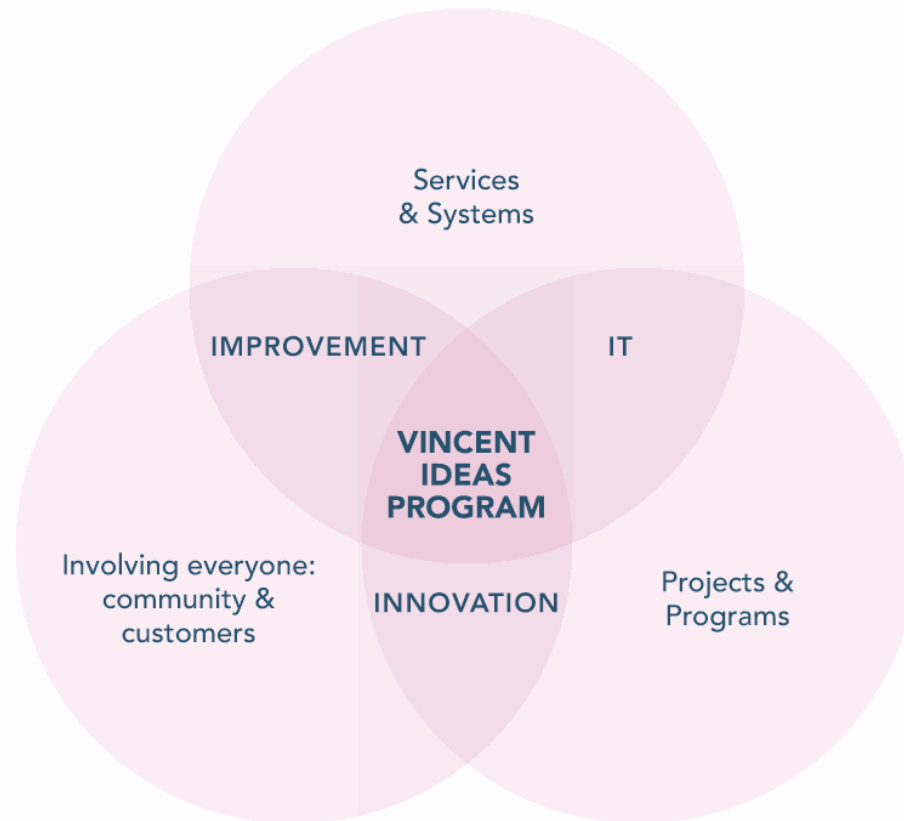 Services
& Systems
IMPROVEMENT
IT
VINCENT
IDEAS
PROGRAM
Involving everyone:
community &
customers
INNOVATION
Projects &
Programs